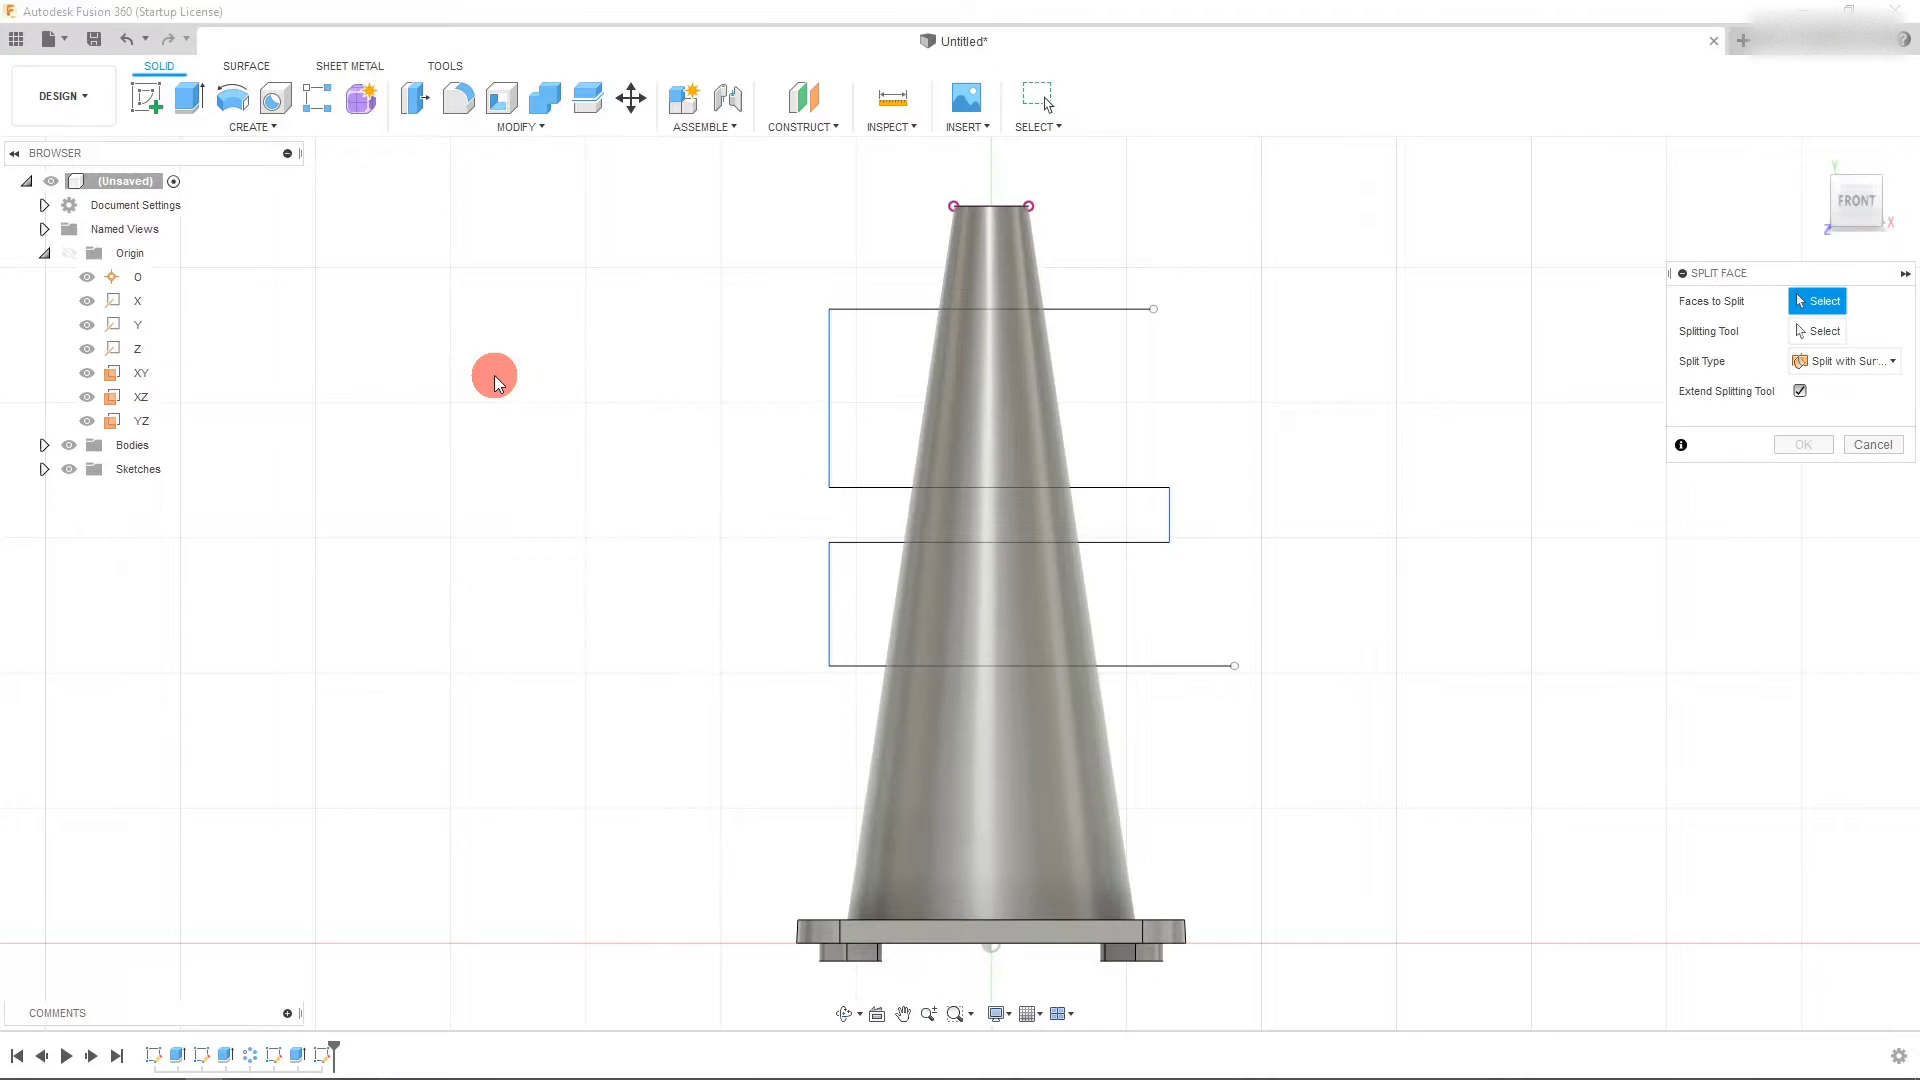 Autodesk Fusion 360 (Startup License)
Untitled*
SOLID SURFACE SHEET METAL TOOLS
DESIGN
CREATE MODIFY ASSEMBLE CONSTRUCT INSPECT INSERT SELECT
BROWSER
(Unsaved)
Document Settings
Named Views
Origin
O
X
Y
Z
XY
XZ
YZ
Bodies
Sketches
Y
FRONT
X
Z
SPLIT FACE
Faces to Split Select
Splitting Tool Select
Split Type Split with Sur...
Extend Splitting Tool
OK Cancel
COMMENTS